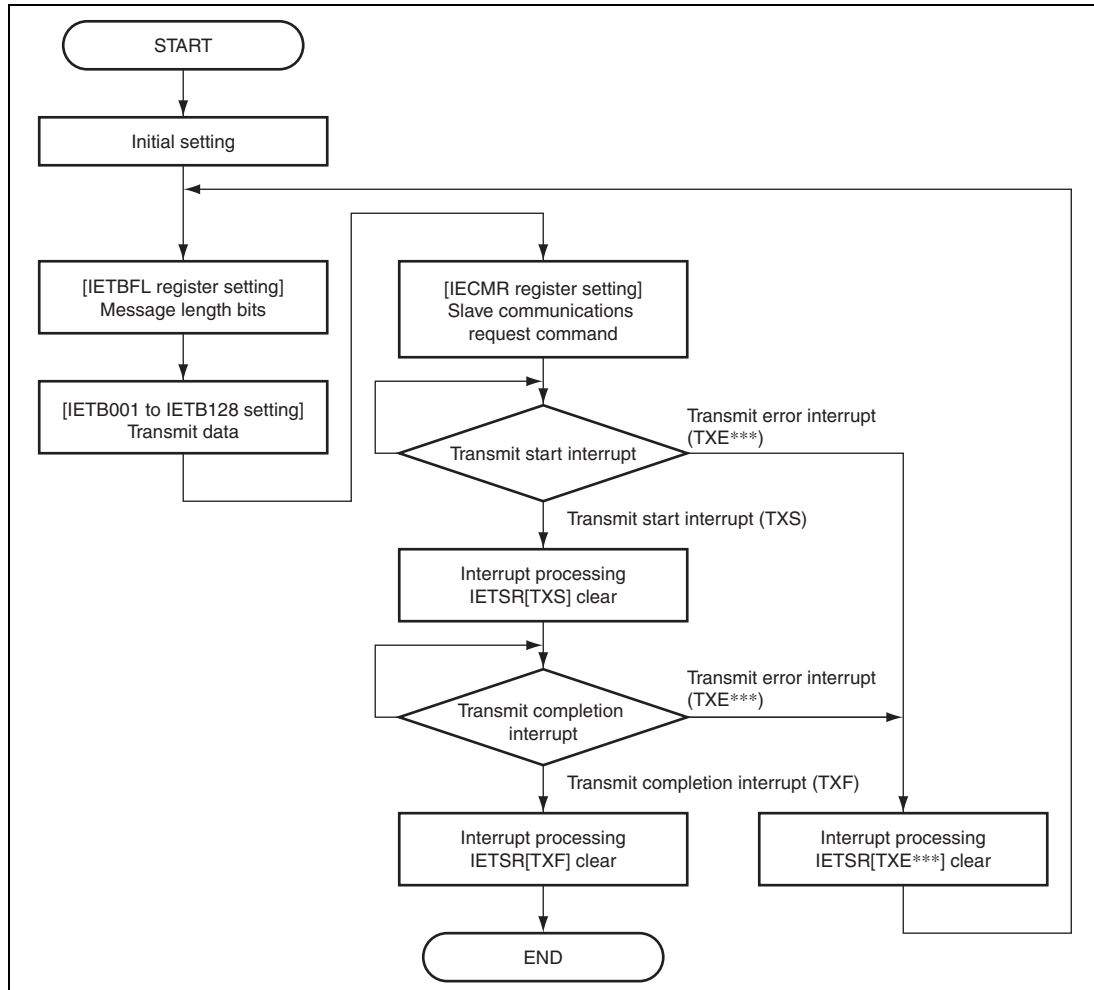 START
Initial setting
[IETBFL register setting]
Message length bits
[IETB001 to IETB128 setting]
Transmit data
[IECMR register setting]
Slave communications
request command
Transmit start interrupt
Transmit error interrupt
(TXE***)
Transmit start interrupt (TXS)
Interrupt processing
IETSR[TXS] clear
Transmit completion
interrupt
Transmit error interrupt
(TXE***)
Transmit completion interrupt (TXF)
Interrupt processing
IETSR[TXF] clear
Interrupt processing
IETSR[TXE***] clear
END